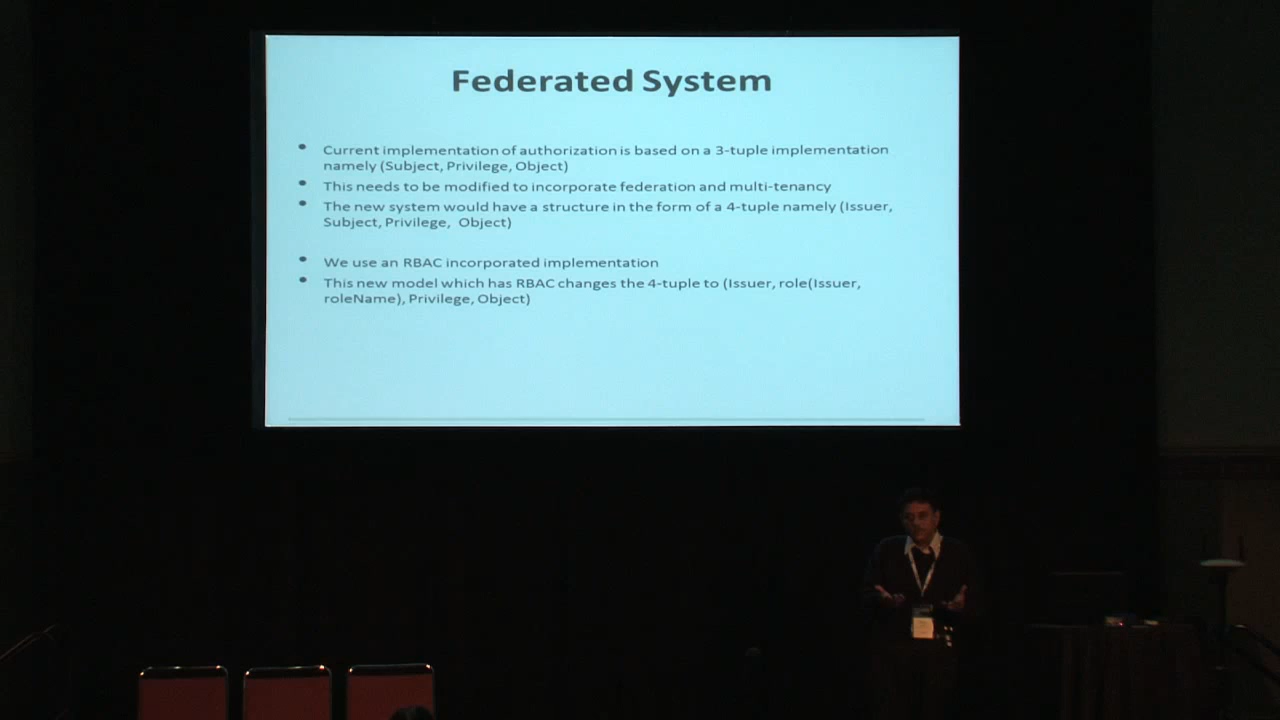 Federated System
• Current implementation of authorization is based on a 3-tuple implementation
namely (Subject, Privilege, Object)
• This needs to be modified to incorporate federation and multi-tenancy
• The new system would have a structure in the form of a 4-tuple namely (Issuer,
Subject, Privilege, Object)
• We use an RBAC incorporated implementation
• This new model which has RBAC changes the 4-tuple to (Issuer, role(Issuer,
roleName), Privilege, Object)